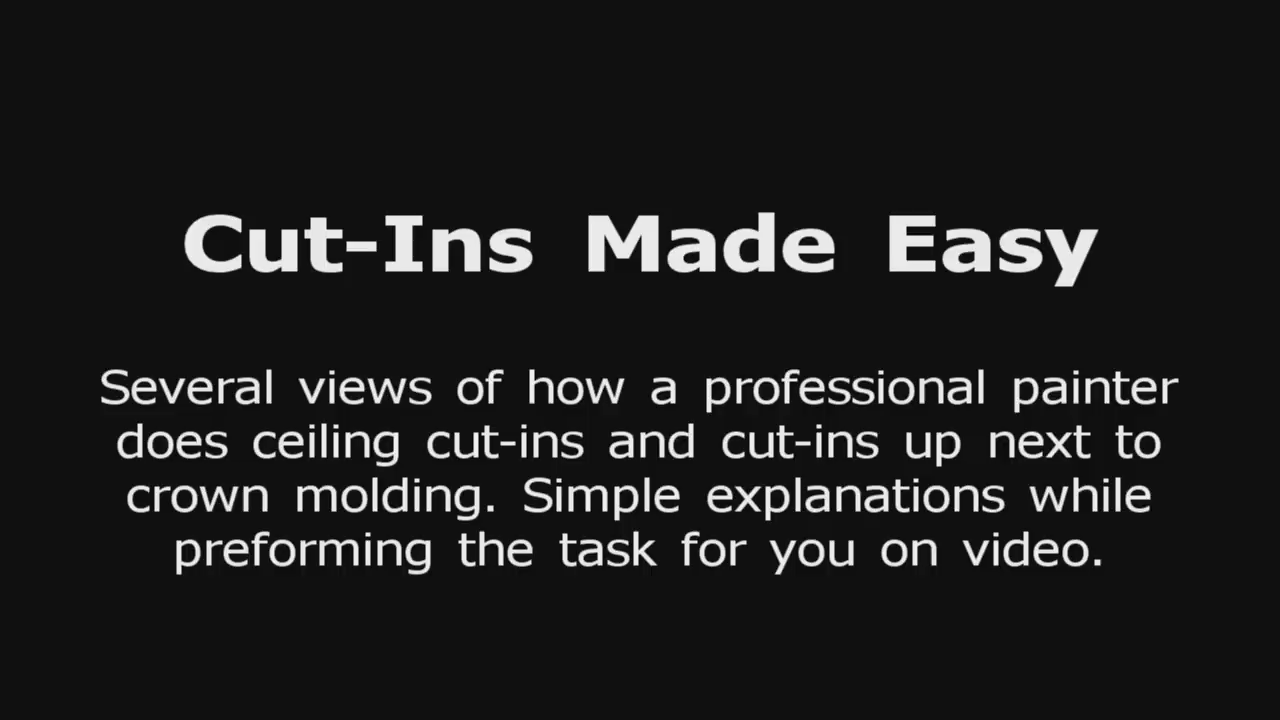 Cut-Ins Made Easy
Several views of how a professional painter
does ceiling cut-ins and cut-ins up next to
crown molding. Simple explanations while
preforming the task for you on video.